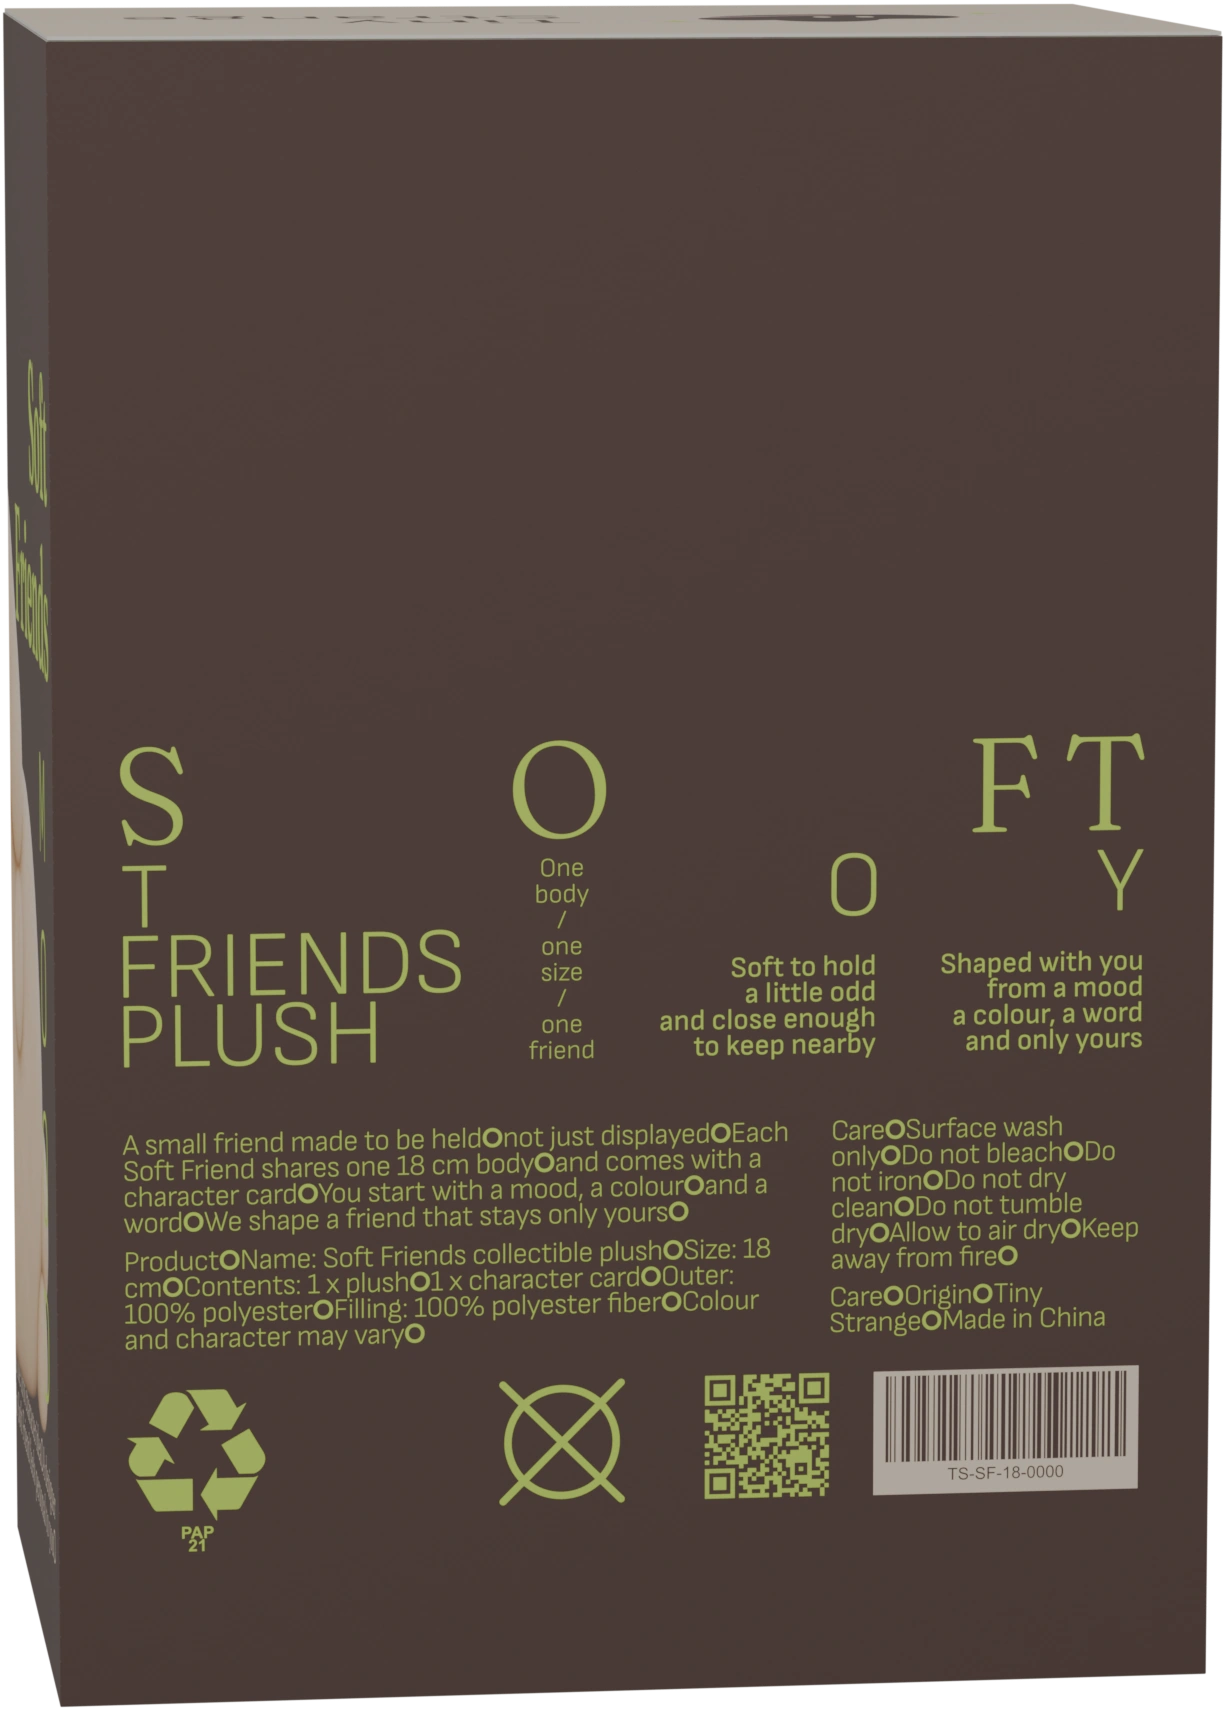 Soft
Friends
S O F T
T O Y
FRIENDS
PLUSH
One
body
/
one
size
/
one
friend
Soft to hold
a little odd
and close enough
to keep nearby
Shaped with you
from a mood
a colour, a word
and only yours
A small friend made to be heldOnot just displayedOEach
Soft Friend shares one 18 cm bodyOand comes with a
character cardOYou start with a mood, a colourOand a
wordOWe shape a friend that stays only yoursO
ProductOName: Soft Friends collectible plushOSize: 18
cmOContents: 1 x plushO1 x character cardOOuter:
100% polyesterOFilling: 100% polyester fiberOColour
and character may varyO
CareOSurface wash
onlyODo not bleachODo
not ironODo not dry
cleanODo not tumble
dryOAllow to air dryOKeep
away from fireO
CareOOriginOTiny
StrangeOMade in China
PAP
21
TS-SF-18-0000